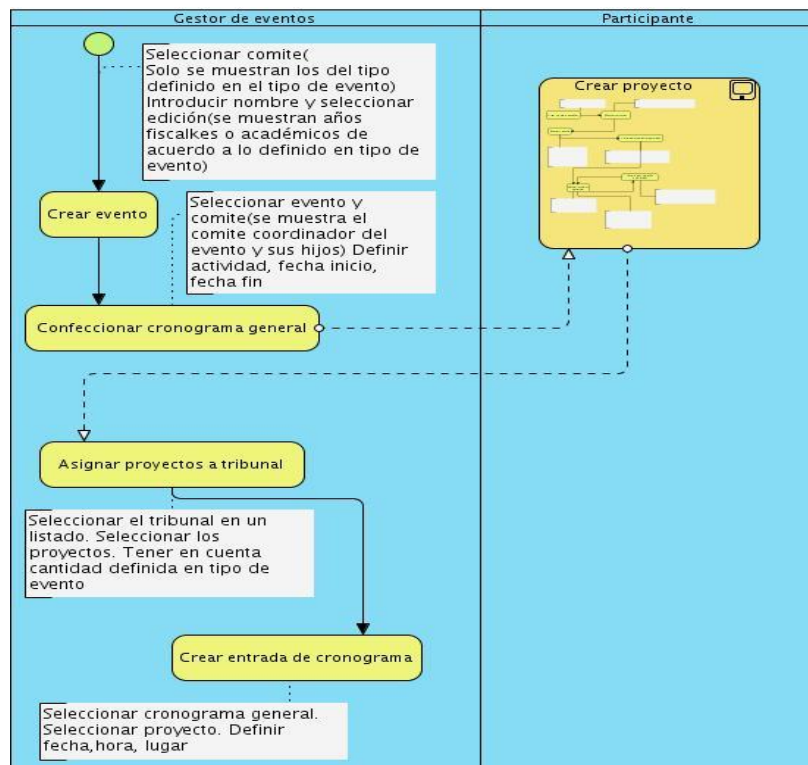 Gestor de eventos
Participante
Seleccionar comite(
Solo se muestran los del tipo
definido en el tipo de evento)
Introducir nombre y seleccionar
edición(se muestran años
fiscalkes o académicos de
acuerdo a lo definido en tipo de
evento)
Crear proyecto
Crear evento
Seleccionar evento y
comite(se muestra el
comite coordinador del
evento y sus hijos) Definir
actividad, fecha inicio,
fecha fin
Confeccionar cronograma general
Asignar proyectos a tribunal
Seleccionar el tribunal en un
listado. Seleccionar los
proyectos. Tener en cuenta
cantidad definida en tipo de
evento
Crear entrada de cronograma
Seleccionar cronograma general.
Seleccionar proyecto. Definir
fecha,hora, lugar